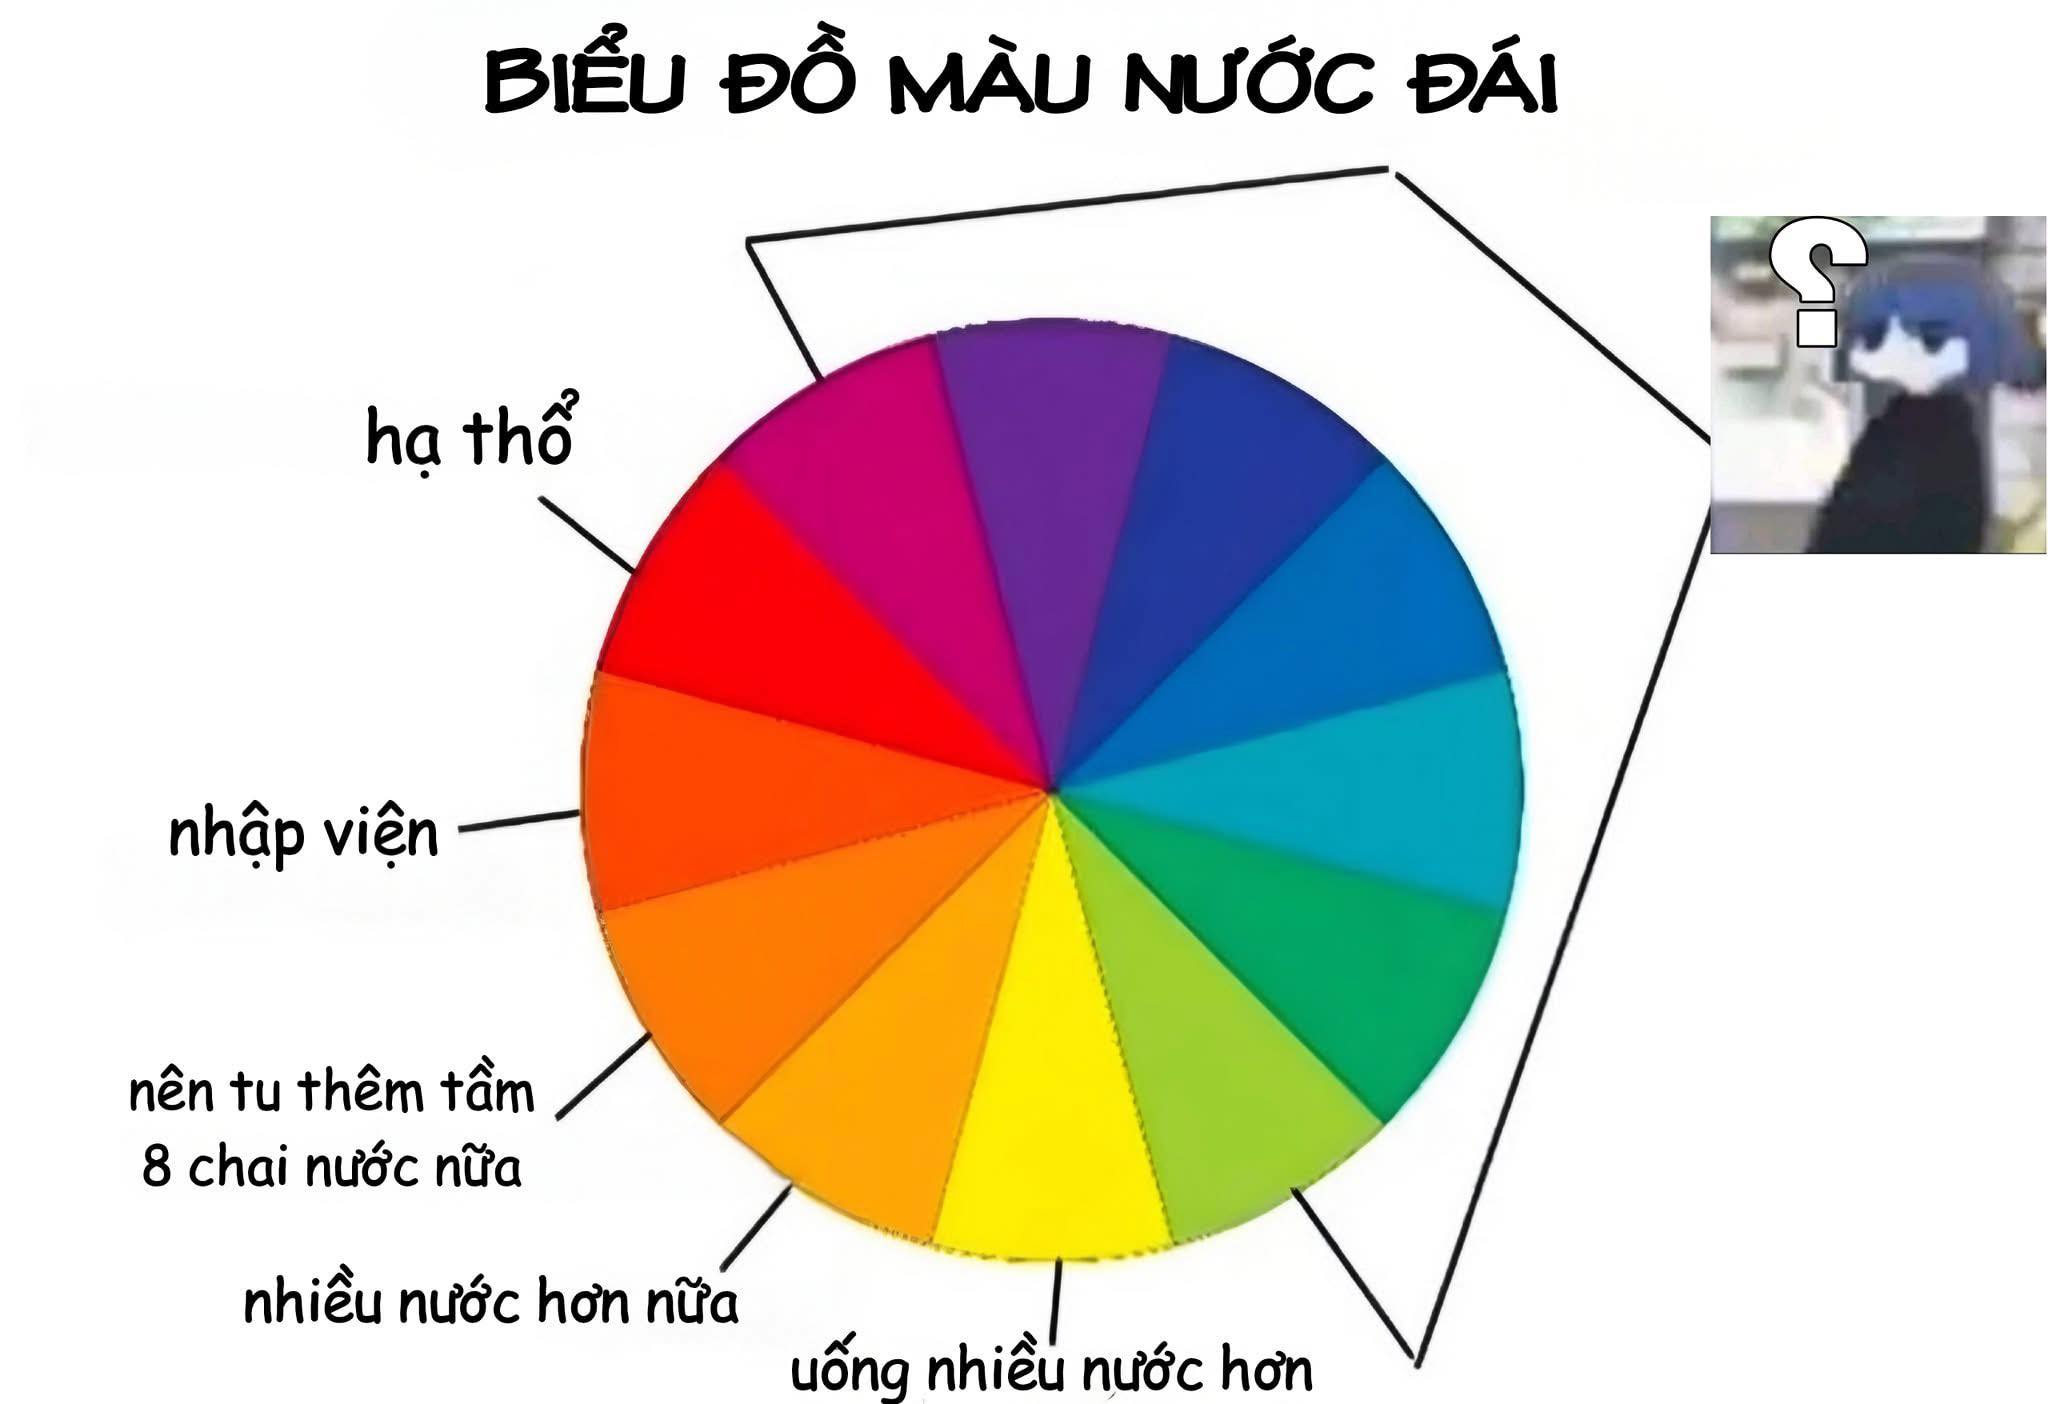 BIỂU ĐỒ MÀU NƯỚC ĐÁI
?
hạ thổ
nhập viện
nên tu thêm tầm
8 chai nước nữa
nhiều nước hơn nữa
uống nhiều nước hơn